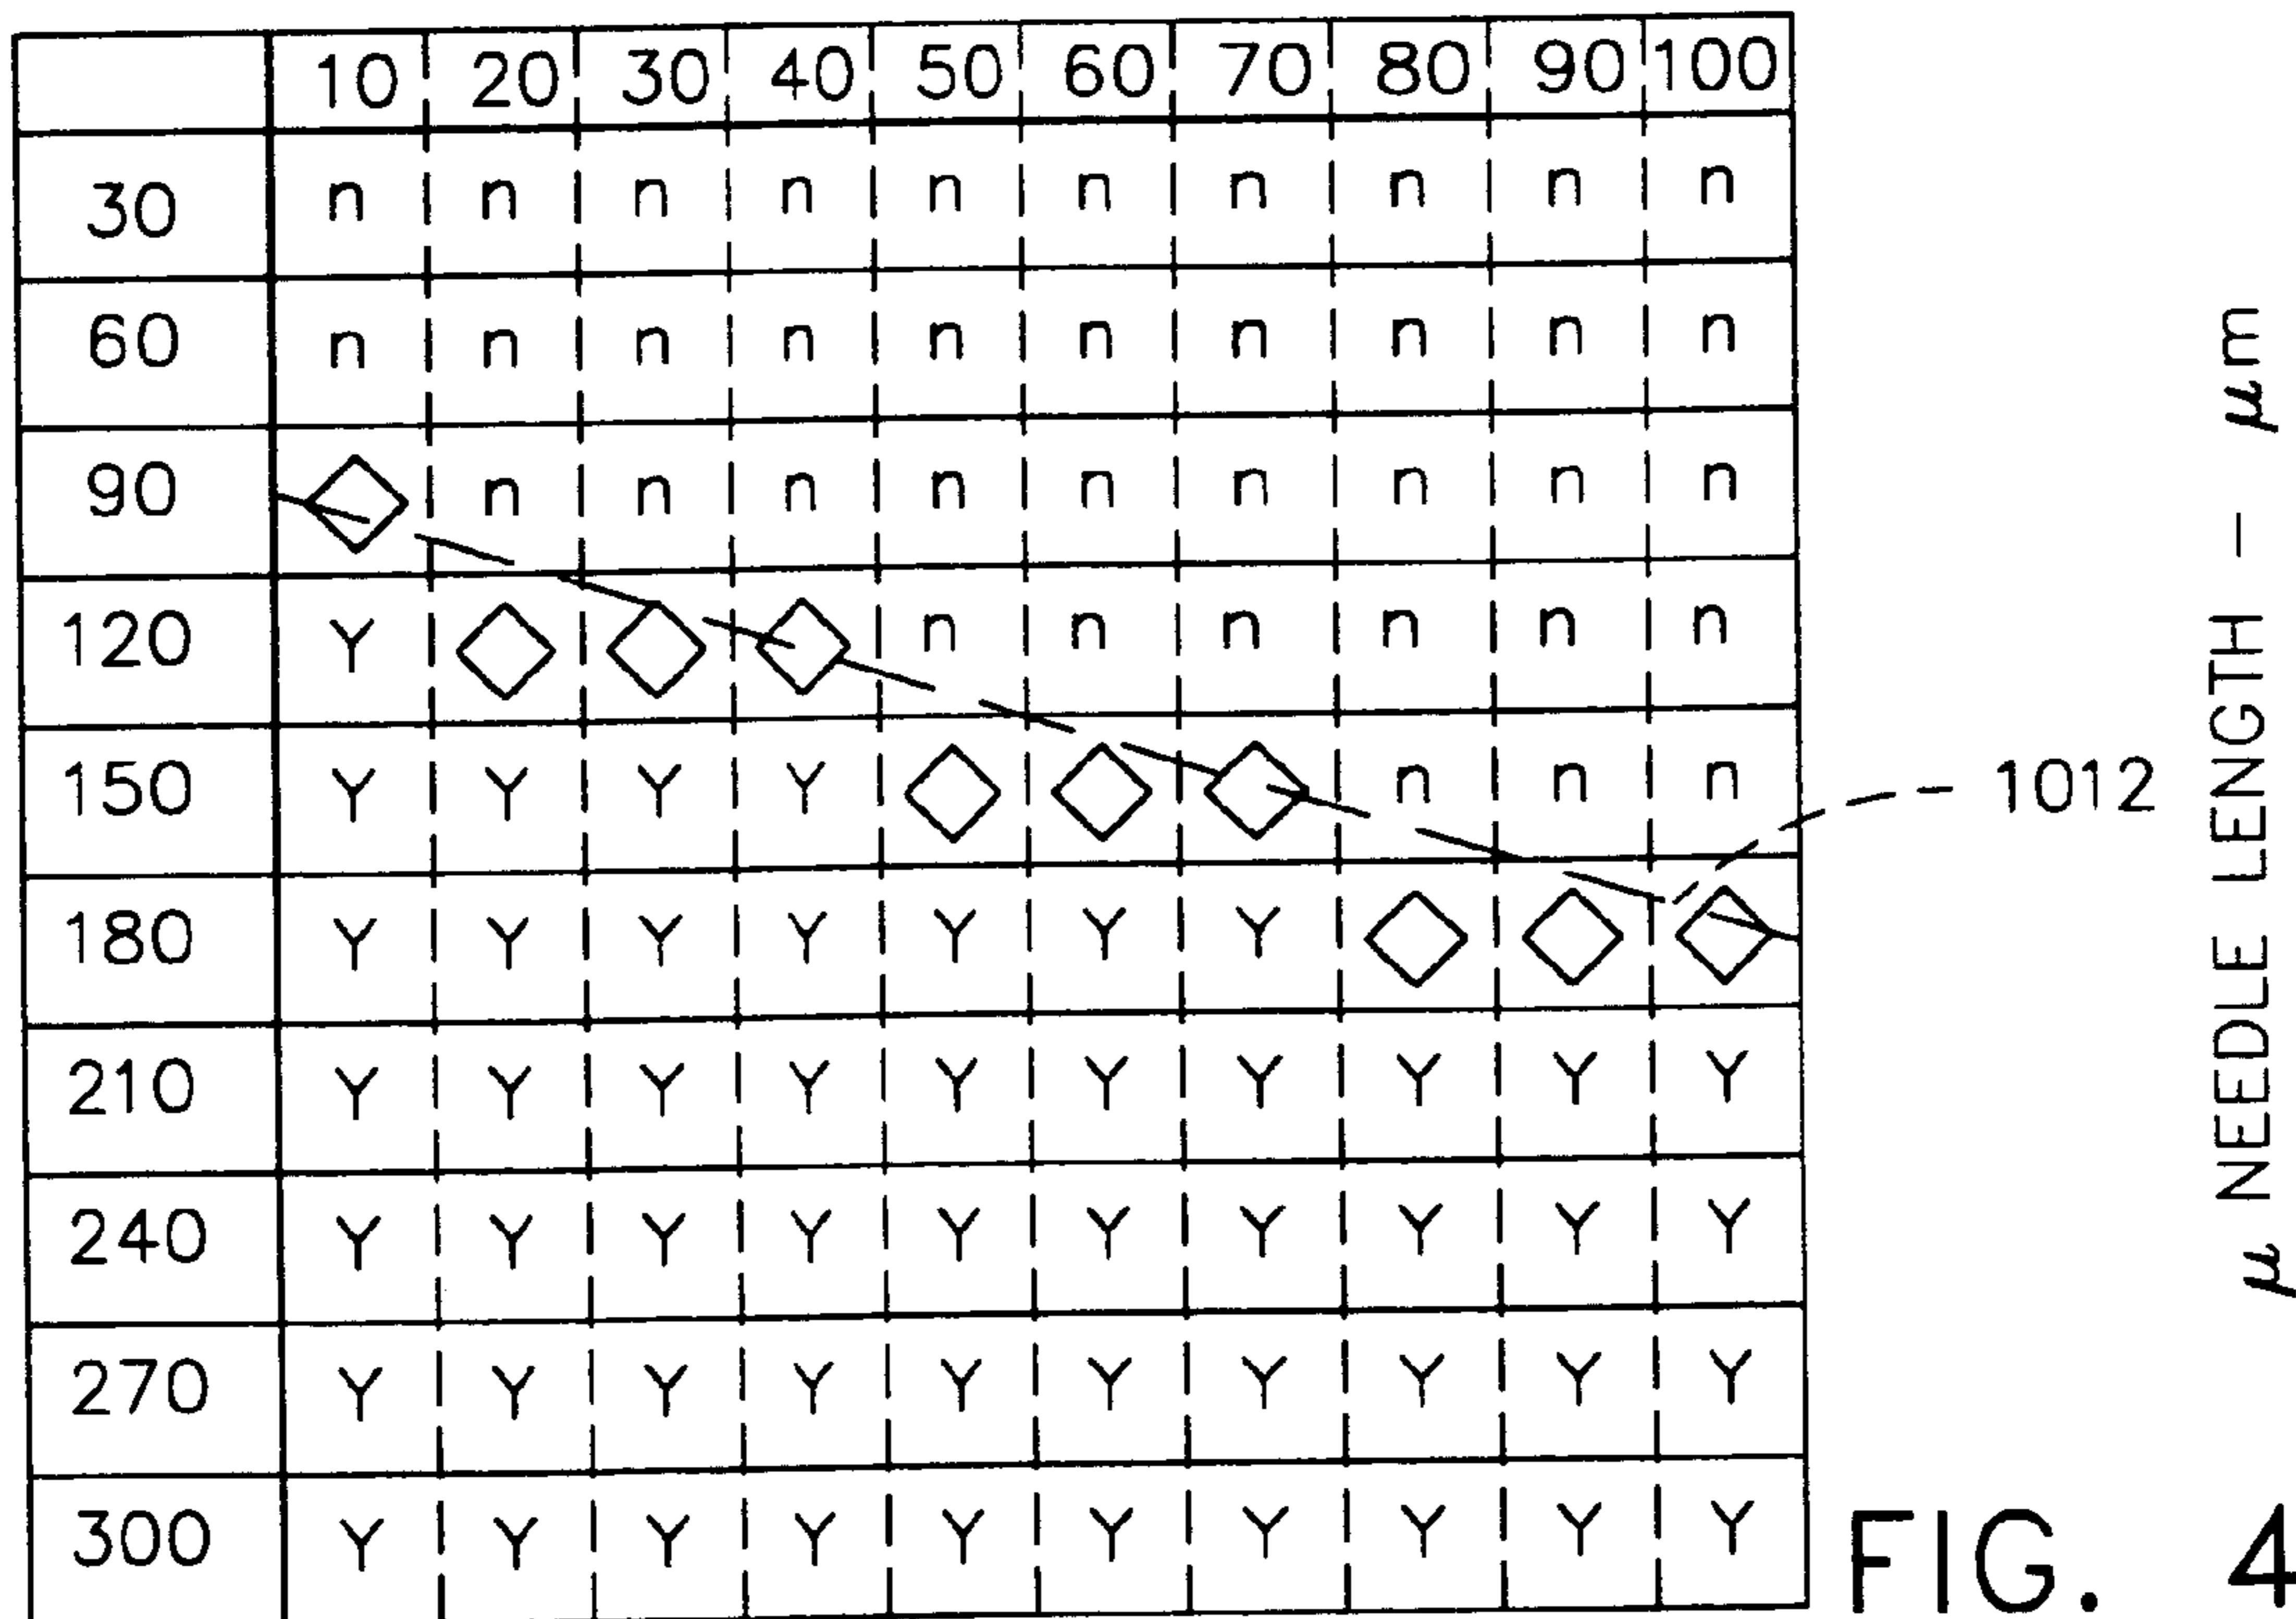 10 20 30 40 50 60 70 80 90 100
30 n n n n n n n n n n
60 n n n n n n n n n n
90 n n n n n n n n n
120 Y n n n n n n
150 Y Y Y Y n n n
1012
180 Y Y Y Y Y Y Y
210 Y Y Y Y Y Y Y Y Y Y
240 Y Y Y Y Y Y Y Y Y Y
270 Y Y Y Y Y Y Y Y Y Y
300 Y Y Y Y Y Y Y Y Y Y
μ NEEDLE LENGTH - μm
FIG. 4